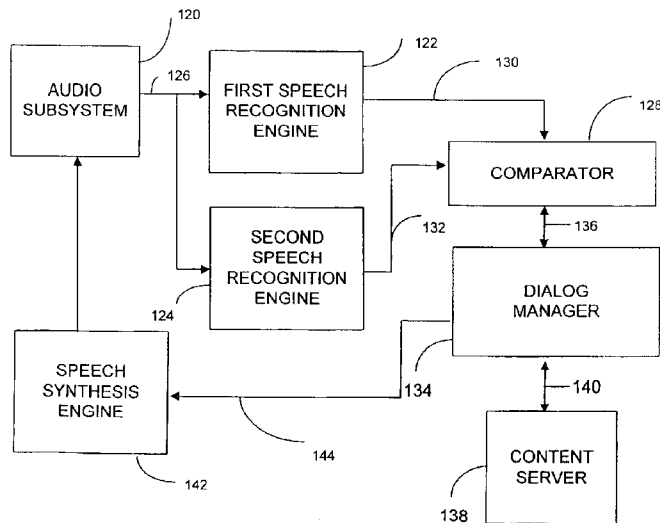 120
122
130
AUDIO
SUBSYSTEM
126
FIRST SPEECH
RECOGNITION
ENGINE
128
COMPARATOR
132
136
SECOND
SPEECH
RECOGNITION
ENGINE
124
DIALOG
MANAGER
134
140
SPEECH
SYNTHESIS
ENGINE
144
142
CONTENT
SERVER
138